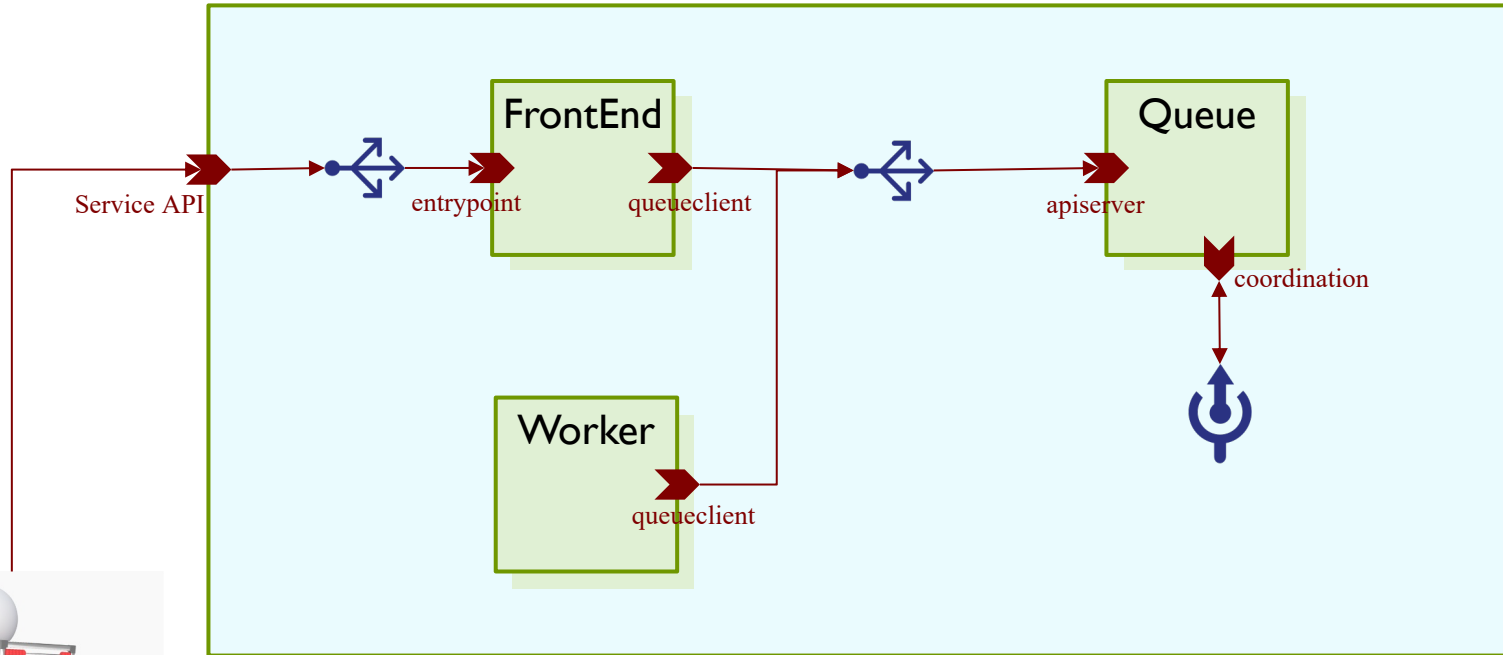 FrontEnd
Queue
Service API
entrypoint
queueclient
apiserver
coordination
Worker
queueclient